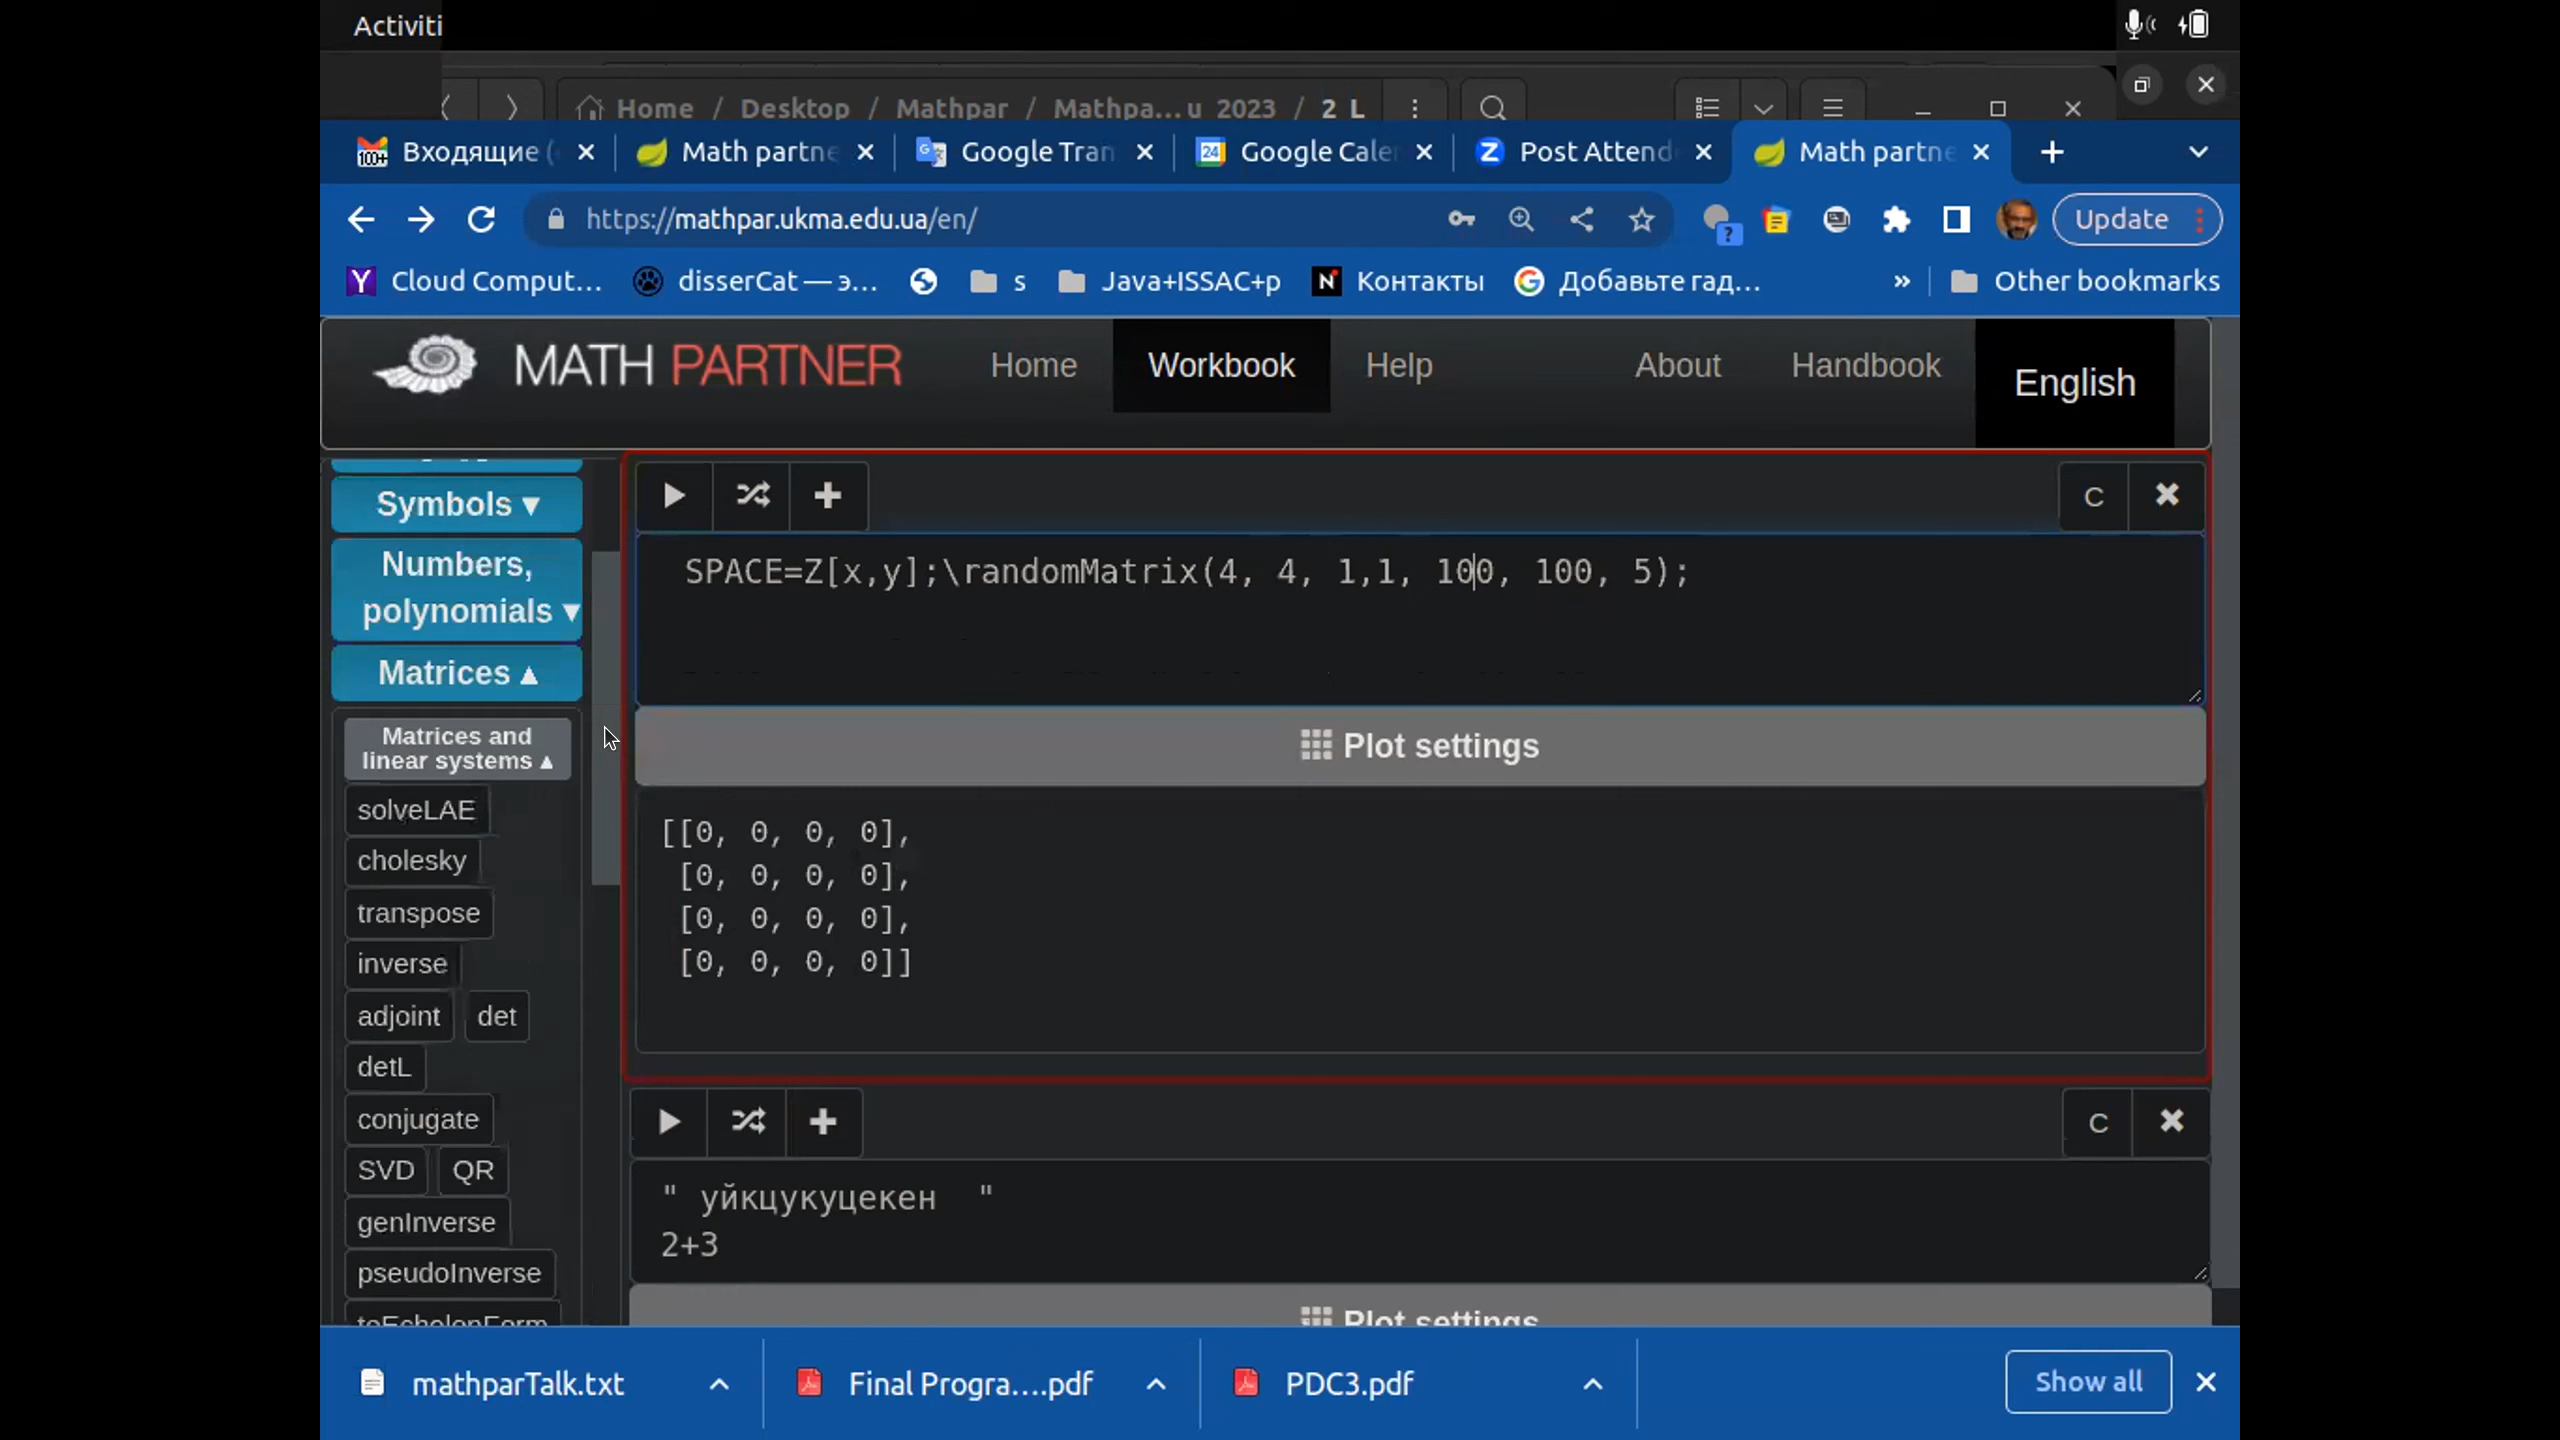 Activiti
Home / Desktop / Mathpar / Mathpa…u 2023 / 2 L
Входящие (
Math partne
Google Tran
24
Google Cale
Post Attend
Math partne
100+
https://mathpar.ukma.edu.ua/en/
Update
Cloud Comput…
disserCat — э…
s
Java+ISSAC+p
Контакты
Добавьте гад…
»
Other bookmarks
MATH PARTNER
Home
Workbook
Help
About
Handbook
English
Symbols ▾
Numbers,
polynomials ▾
Matrices ▴
Matrices and
linear systems ▴
solveLAE
cholesky
transpose
inverse
adjoint
det
detL
conjugate
SVD
QR
genInverse
pseudoInverse
toEchelonForm
C
SPACE=Z[x,y];\randomMatrix(4, 4, 1,1, 100, 100, 5);
Plot settings
[[0, 0, 0, 0],
[0, 0, 0, 0],
[0, 0, 0, 0],
[0, 0, 0, 0]]
C
" уйкцукуцекен "
2+3
Plot settings
mathparTalk.txt
Final Progra….pdf
PDC3.pdf
Show all